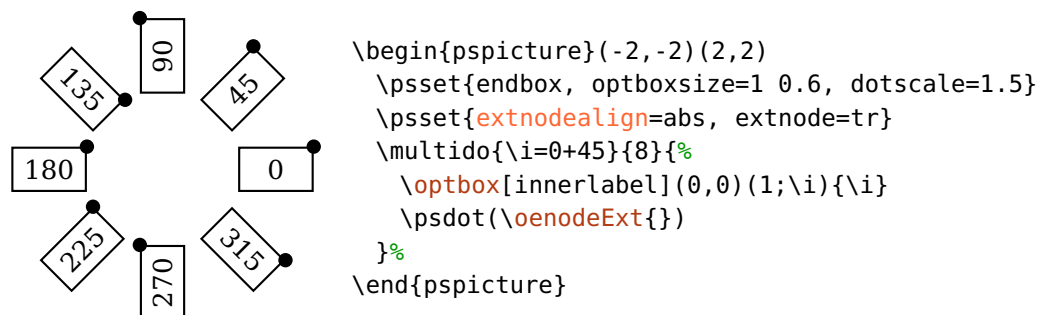 90
135
45
180
0
225
315
270
\begin{pspicture}(-2,-2)(2,2)
\psset{endbox, optboxsize=1 0.6, dotscale=1.5}
\psset{extnodealign=abs, extnode=tr}
\multido{\i=0+45}{8}{%
\optbox[innerlabel](0,0)(1;\i){\i}
\psdot(\oenodeExt{})
}%
\end{pspicture}